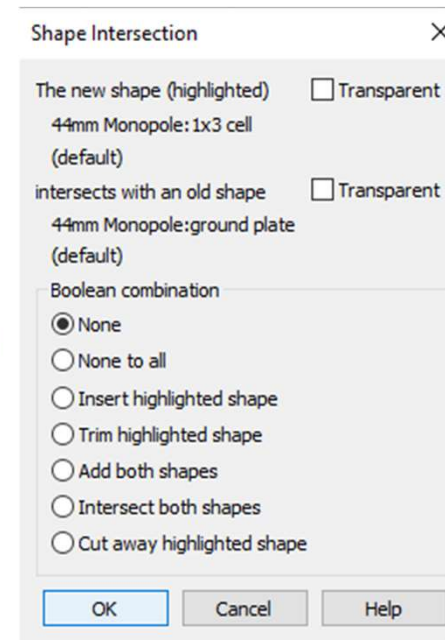 Shape Intersection
The new shape (highlighted) Transparent
44mm Monopole:1x3 cell
(default)
intersects with an old shape Transparent
44mm Monopole:ground plate
(default)
Boolean combination
None
None to all
Insert highlighted shape
Trim highlighted shape
Add both shapes
Intersect both shapes
Cut away highlighted shape
OK Cancel Help